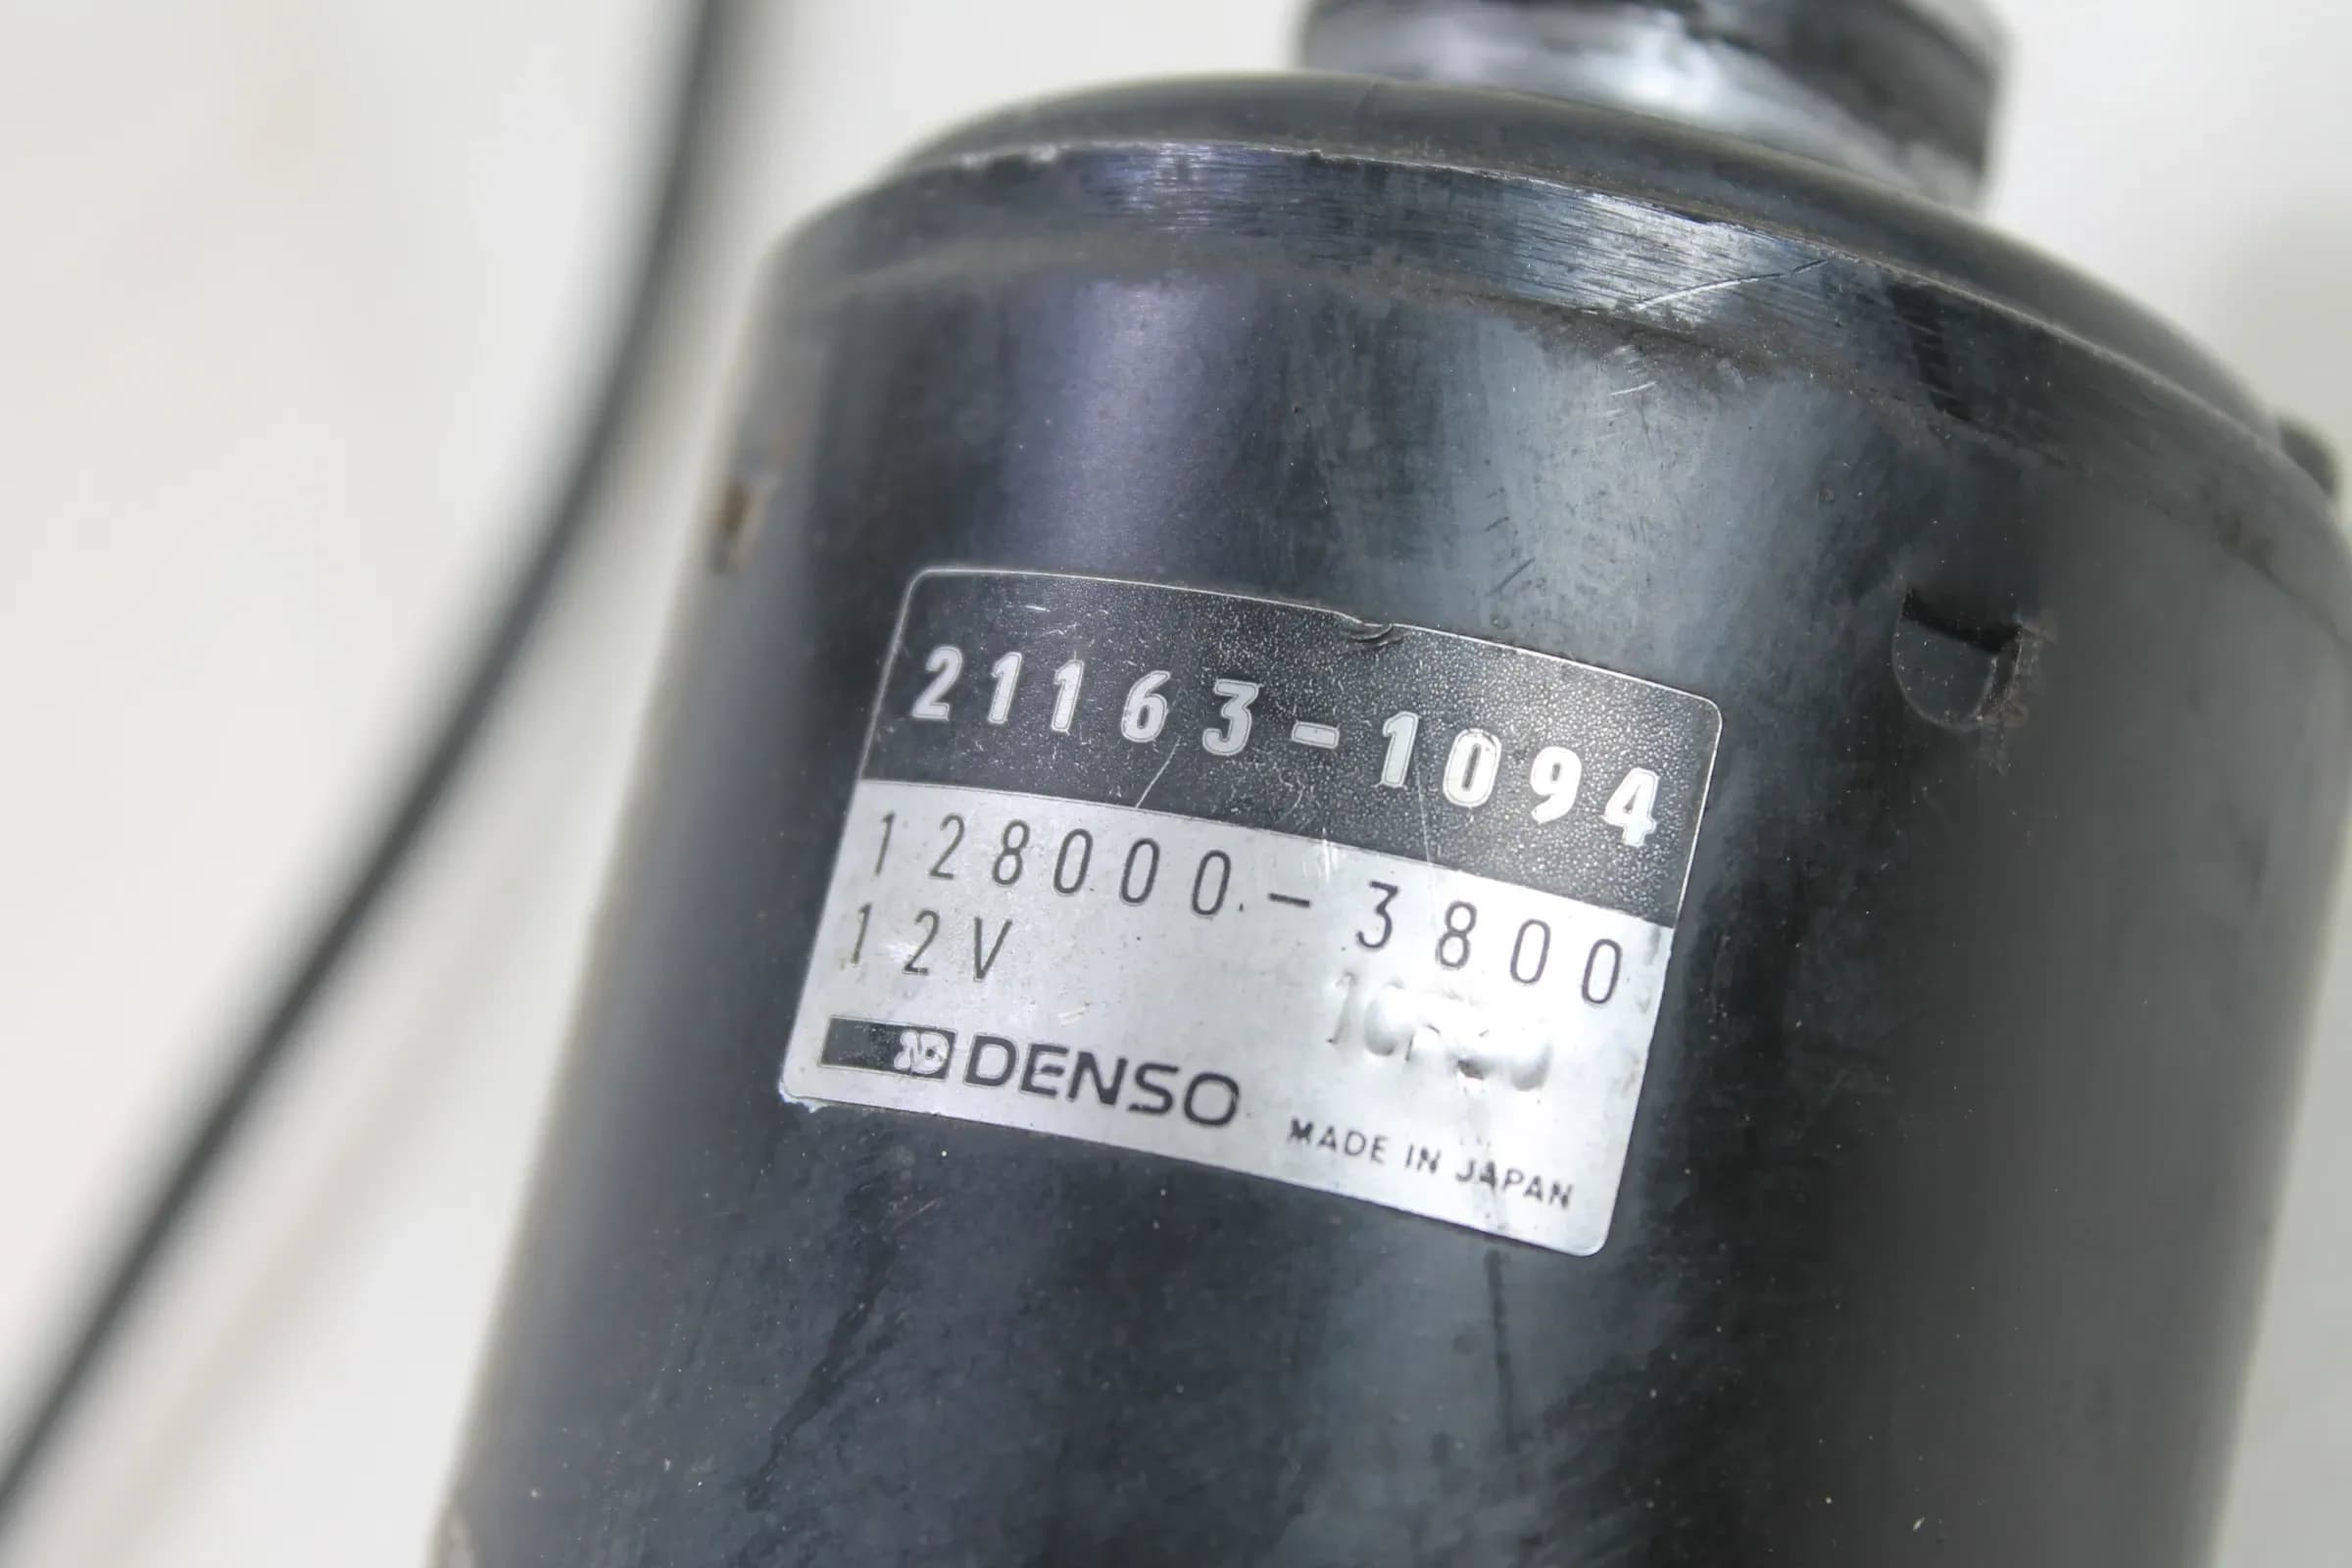 21163-1094
128000-3800
12V
ND DENSO
MADE IN JAPAN